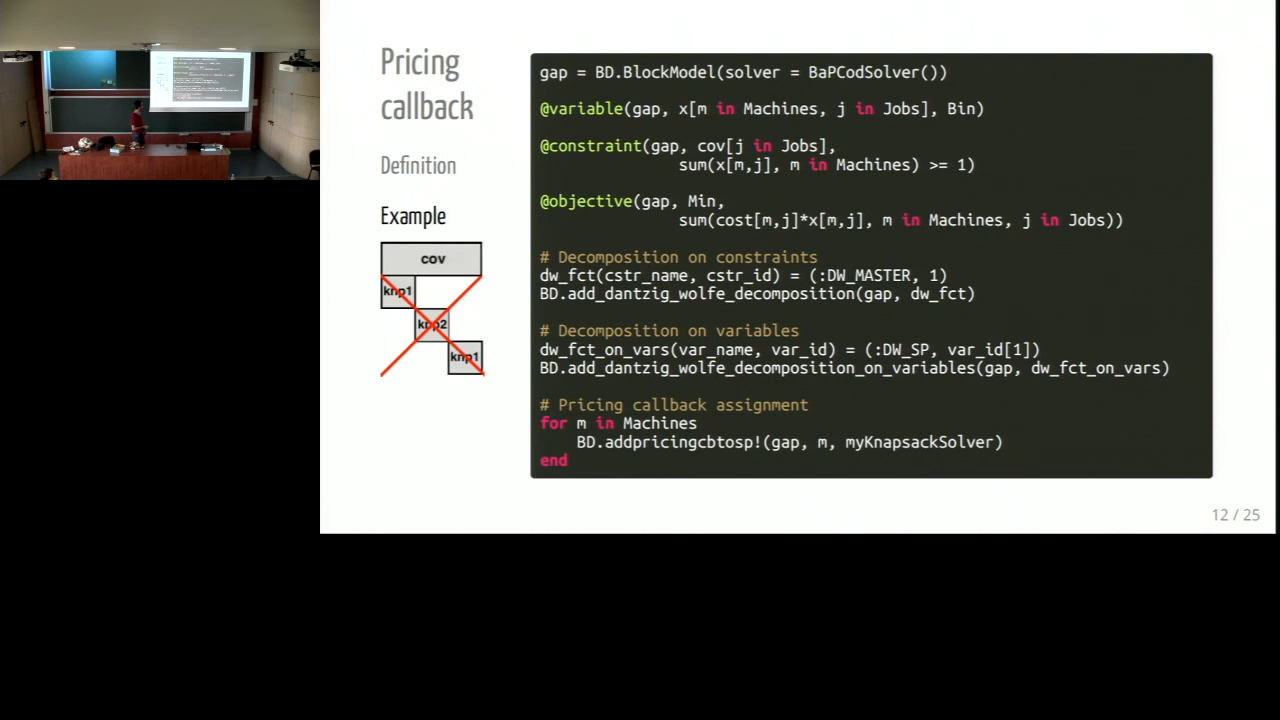 Pricing
callback
Definition
Example
cov
knp1
knp2
knp1
gap = BD.BlockModel(solver = BaPCodSolver())
@variable(gap, x[m in Machines, j in Jobs], Bin)
@constraint(gap, cov[j in Jobs],
sum(x[m,j], m in Machines) >= 1)
@objective(gap, Min,
sum(cost[m,j]*x[m,j], m in Machines, j in Jobs))
# Decomposition on constraints
dw_fct(cstr_name, cstr_id) = (:DW_MASTER, 1)
BD.add_dantzig_wolfe_decomposition(gap, dw_fct)
# Decomposition on variables
dw_fct_on_vars(var_name, var_id) = (:DW_SP, var_id[1])
BD.add_dantzig_wolfe_decomposition_on_variables(gap, dw_fct_on_vars)
# Pricing callback assignment
for m in Machines
BD.addpricingcbtosp!(gap, m, myKnapsackSolver)
end
12 / 25